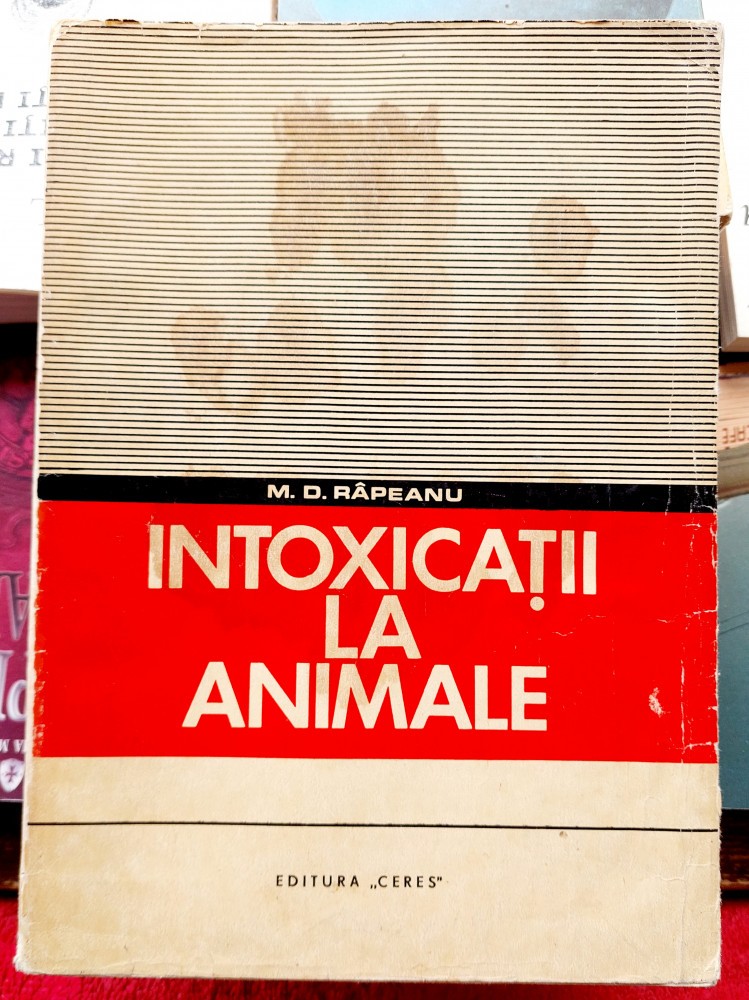 M. D. RÂPEANU
INTOXICAȚII
LA
ANIMALE
EDITURA „CERES"